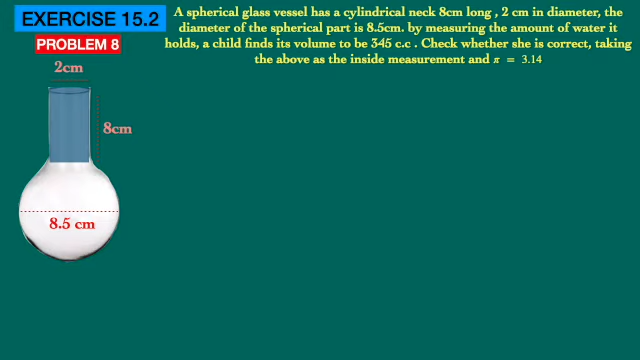 EXERCISE 15.2
PROBLEM 8
A spherical glass vessel has a cylindrical neck 8cm long , 2 cm in diameter, the
diameter of the spherical part is 8.5cm. by measuring the amount of water it
holds, a child finds its volume to be 345 c.c . Check whether she is correct, taking
the above as the inside measurement and π = 3.14
2cm
8cm
8.5 cm